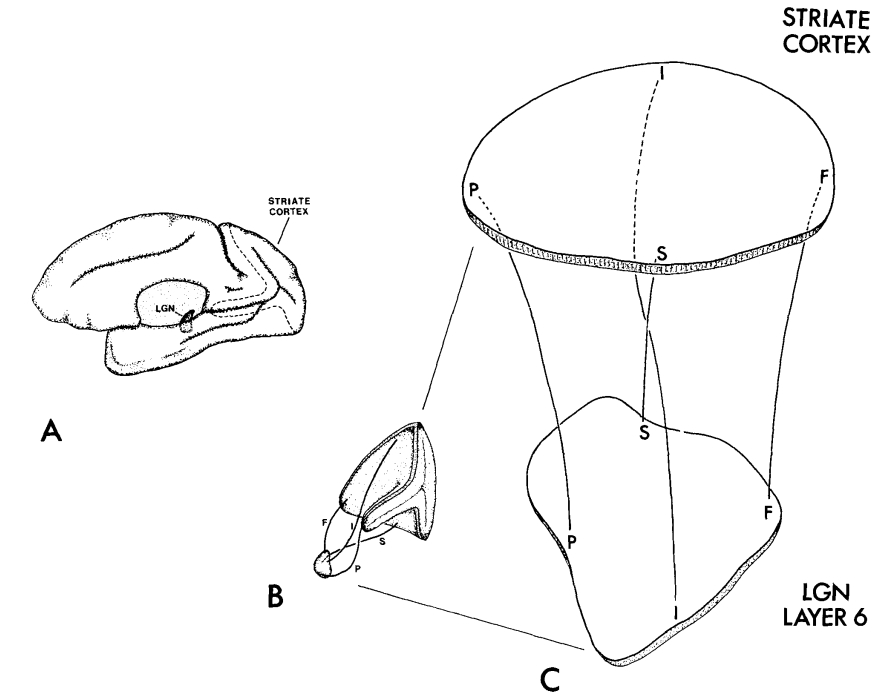 STRIATE
CORTEX
I
P
F
S
STRIATE
CORTEX
LGN
A
S
F
P
I
F
I
S
P
B
LGN
LAYER 6
C